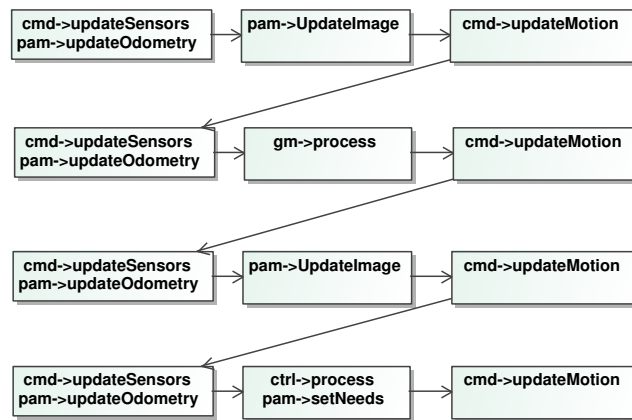 cmd->updateSensors
pam->updateOdometry
pam->UpdateImage
cmd->updateMotion
cmd->updateSensors
pam->updateOdometry
gm->process
cmd->updateMotion
cmd->updateSensors
pam->updateOdometry
pam->UpdateImage
cmd->updateMotion
cmd->updateSensors
pam->updateOdometry
ctrl->process
pam->setNeeds
cmd->updateMotion